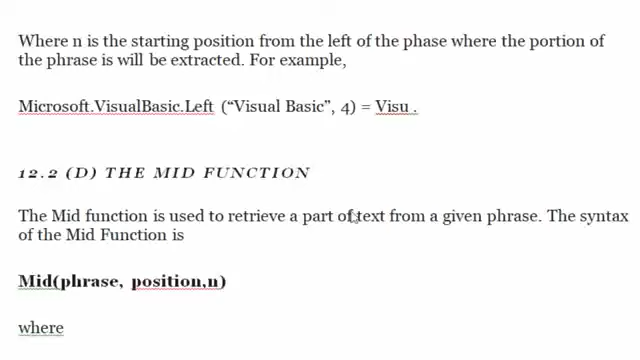 Where n is the starting position from the left of the phase where the portion of
the phrase is will be extracted. For example,
Microsoft.VisualBasic.Left (“Visual Basic”, 4) = Visu .
12.2 (D) THE MID FUNCTION
The Mid function is used to retrieve a part of text from a given phrase. The syntax
of the Mid Function is
Mid(phrase, position,n)
where